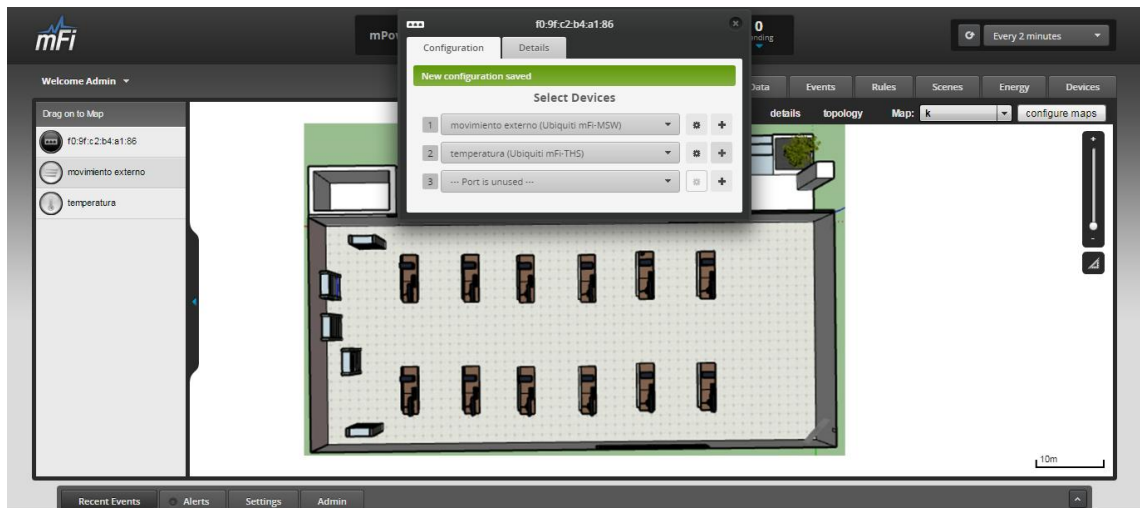 mFi
mPo
f0:9f:c2:b4:a1:86
0
nding
Every 2 minutes
Configuration
Details
Welcome Admin
New configuration saved
Data
Events
Rules
Scenes
Energy
Devices
Select Devices
Drag on to Map
details
topology
Map:
k
configure maps
1 movimiento externo (Ubiquiti mFi-MSW)
f0:9f:c2:b4:a1:86
2 temperatura (Ubiquiti mFi-THS)
movimiento externo
3 --- Port is unused ---
temperatura
10m
Recent Events
Alerts
Settings
Admin